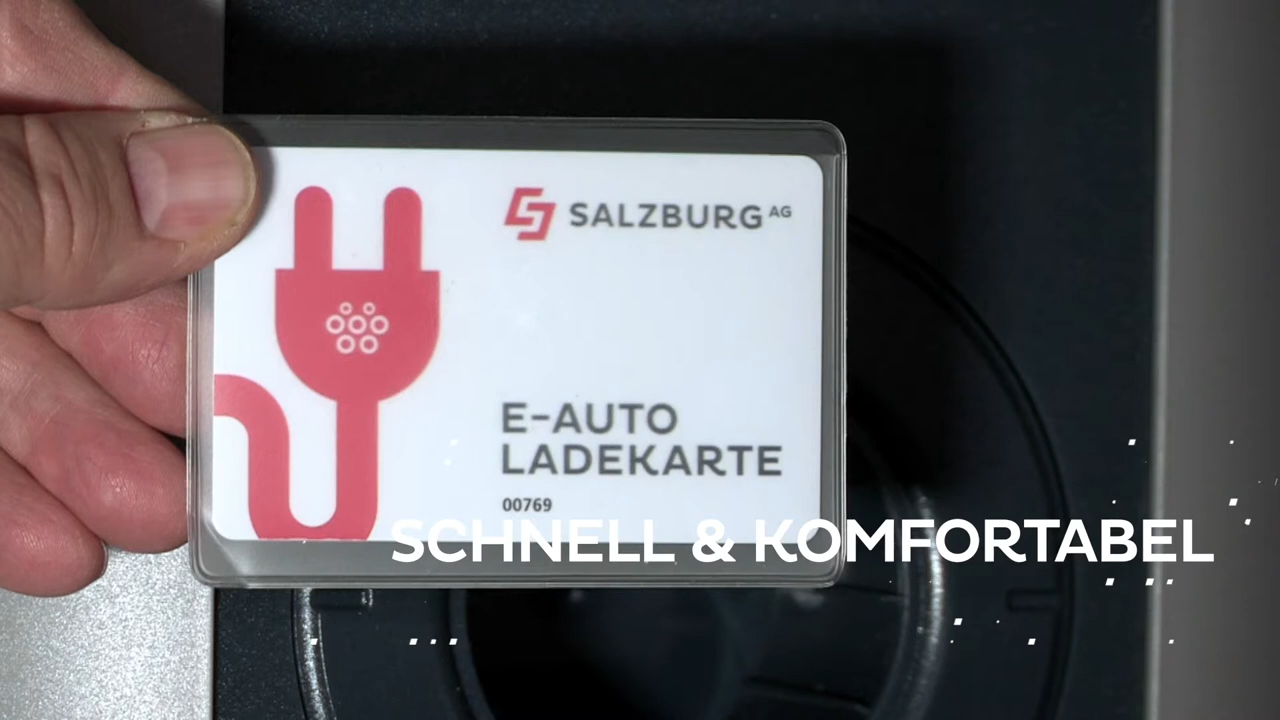 SALZBURG AG
E-AUTO
LADEKARTE
00769
SCHNELL & KOMFORTABEL